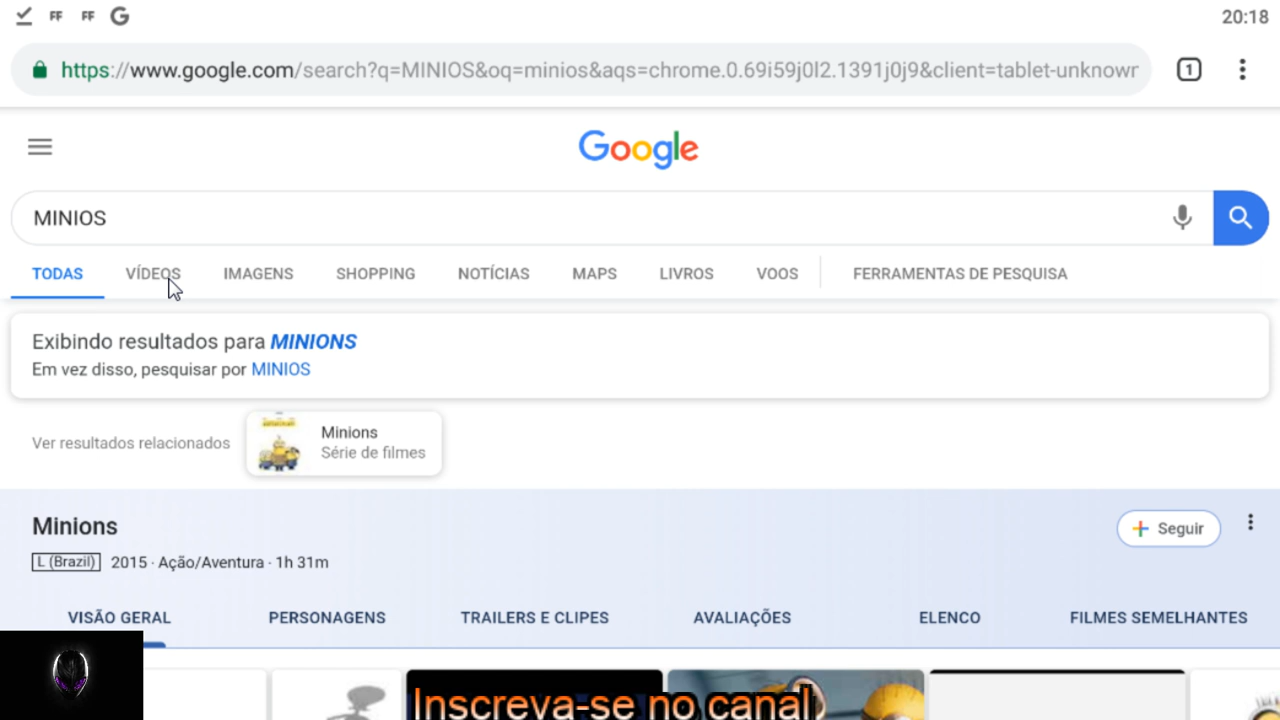 20:18
https://www.google.com/search?q=MINIOS&oq=minios&aqs=chrome.0.69i59j0l2.1391j0j9&client=tablet-unknowr
1
Google
MINIOS
TODAS VÍDEOS IMAGENS SHOPPING NOTÍCIAS MAPS LIVROS VOOS FERRAMENTAS DE PESQUISA
Exibindo resultados para MINIONS
Em vez disso, pesquisar por MINIOS
Ver resultados relacionados
Minions
Série de filmes
Minions
Seguir
L (Brazil) 2015 · Ação/Aventura · 1h 31m
VISÃO GERAL PERSONAGENS TRAILERS E CLIPES AVALIAÇÕES ELENCO FILMES SEMELHANTES
Inscreva-se no canal